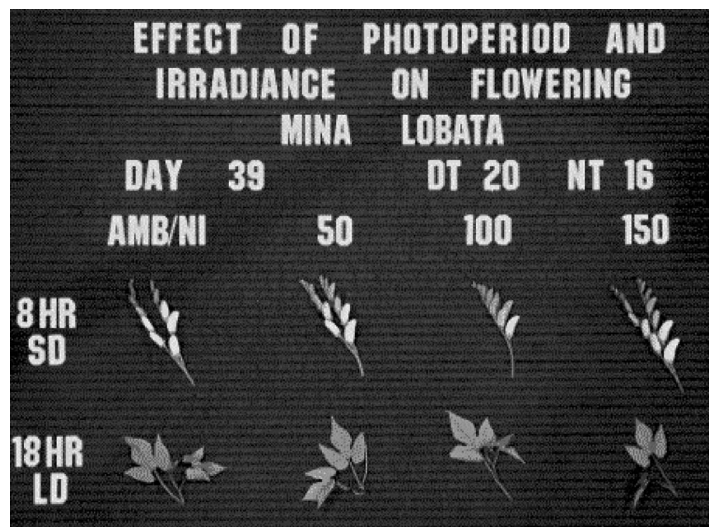 EFFECT OF PHOTOPERIOD AND
IRRADIANCE ON FLOWERING
MINA LOBATA
DAY 39 DT 20 NT 16
AMB/NI 50 100 150
8 HR
SD
18 HR
LD